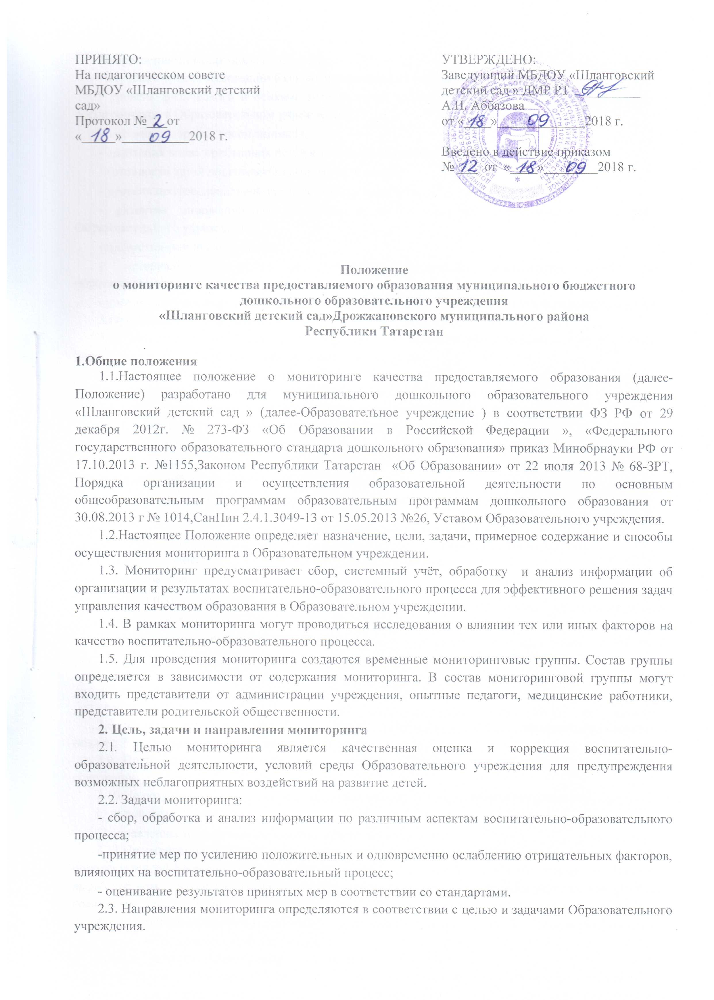 ПРИНЯТО:
На педагогическом совете
МБДОУ «Шланговский детский
сад»
Протокол № 2 от
« 18 » 09 2018 г.
УТВЕРЖДЕНО:
Заведующий МБДОУ «Шланговский
детский сад » ДМР РТ
А.Н. Аббазова
от « 18 » 09 2018 г.
Введено в действие приказом
№ 12 от « 18 » 09 2018 г.
Положение
о мониторинге качества предоставляемого образования муниципального бюджетного
дошкольного образовательного учреждения
«Шланговский детский сад»Дрожжановского муниципального района
Республики Татарстан
1.Общие положения
1.1.Настоящее положение о мониторинге качества предоставляемого образования (далее-
Положение) разработано для муниципального дошкольного образовательного учреждения
«Шланговский детский сад » (далее-Образовательное учреждение ) в соответствии ФЗ РФ от 29
декабря 2012г. № 273-ФЗ «Об Образовании в Российской Федерации », «Федерального
государственного образовательного стандарта дошкольного образования» приказ Минобрнауки РФ от
17.10.2013 г. №1155,Законом Республики Татарстан «Об Образовании» от 22 июля 2013 № 68-ЗРТ,
Порядка организации и осуществления образовательной деятельности по основным
общеобразовательным программам образовательным программам дошкольного образования от
30.08.2013 г № 1014,СанПин 2.4.1.3049-13 от 15.05.2013 №26, Уставом Образовательного учреждения.
1.2.Настоящее Положение определяет назначение, цели, задачи, примерное содержание и способы
осуществления мониторинга в Образовательном учреждении.
1.3. Мониторинг предусматривает сбор, системный учёт, обработку и анализ информации об
организации и результатах воспитательно-образовательного процесса для эффективного решения задач
управления качеством образования в Образовательном учреждении.
1.4. В рамках мониторинга могут проводиться исследования о влиянии тех или иных факторов на
качество воспитательно-образовательного процесса.
1.5. Для проведения мониторинга создаются временные мониторинговые группы. Состав группы
определяется в зависимости от содержания мониторинга. В состав мониторинговой группы могут
входить представители от администрации учреждения, опытные педагоги, медицинские работники,
представители родительской общественности.
2. Цель, задачи и направления мониторинга
2.1. Целью мониторинга является качественная оценка и коррекция воспитательно-
образовательной деятельности, условий среды Образовательного учреждения для предупреждения
возможных неблагоприятных воздействий на развитие детей.
2.2. Задачи мониторинга:
- сбор, обработка и анализ информации по различным аспектам воспитательно-образовательного
процесса;
-принятие мер по усилению положительных и одновременно ослаблению отрицательных факторов,
влияющих на воспитательно-образовательный процесс;
- оценивание результатов принятых мер в соответствии со стандартами.
2.3. Направления мониторинга определяются в соответствии с целью и задачами Образовательного
учреждения.